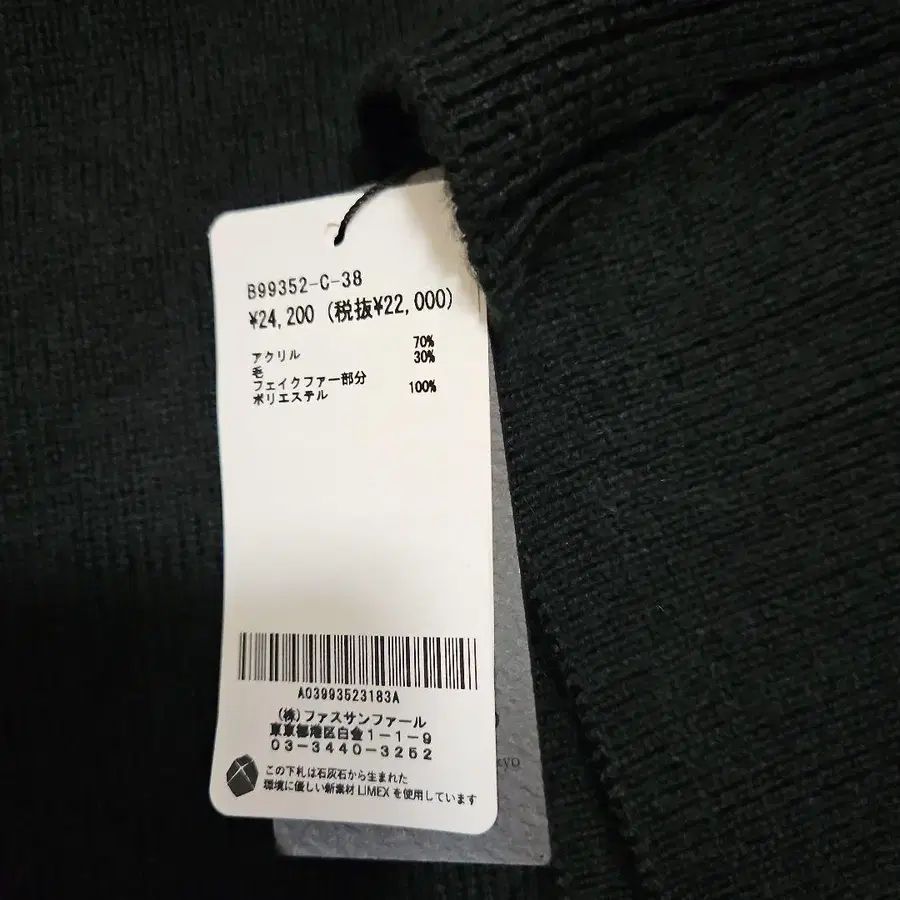 B99352-C-38
¥24,200 (税抜¥22,000)
アクリル 70%
毛 30%
フェイクファー部分
ポリエステル 100%
A03993523183A
(株)ファスサンファール
東京都港区白金1-1-9
03-3440-3252
この下札は石灰石から生まれた
環境に優しい新素材 LIMEX を使用しています